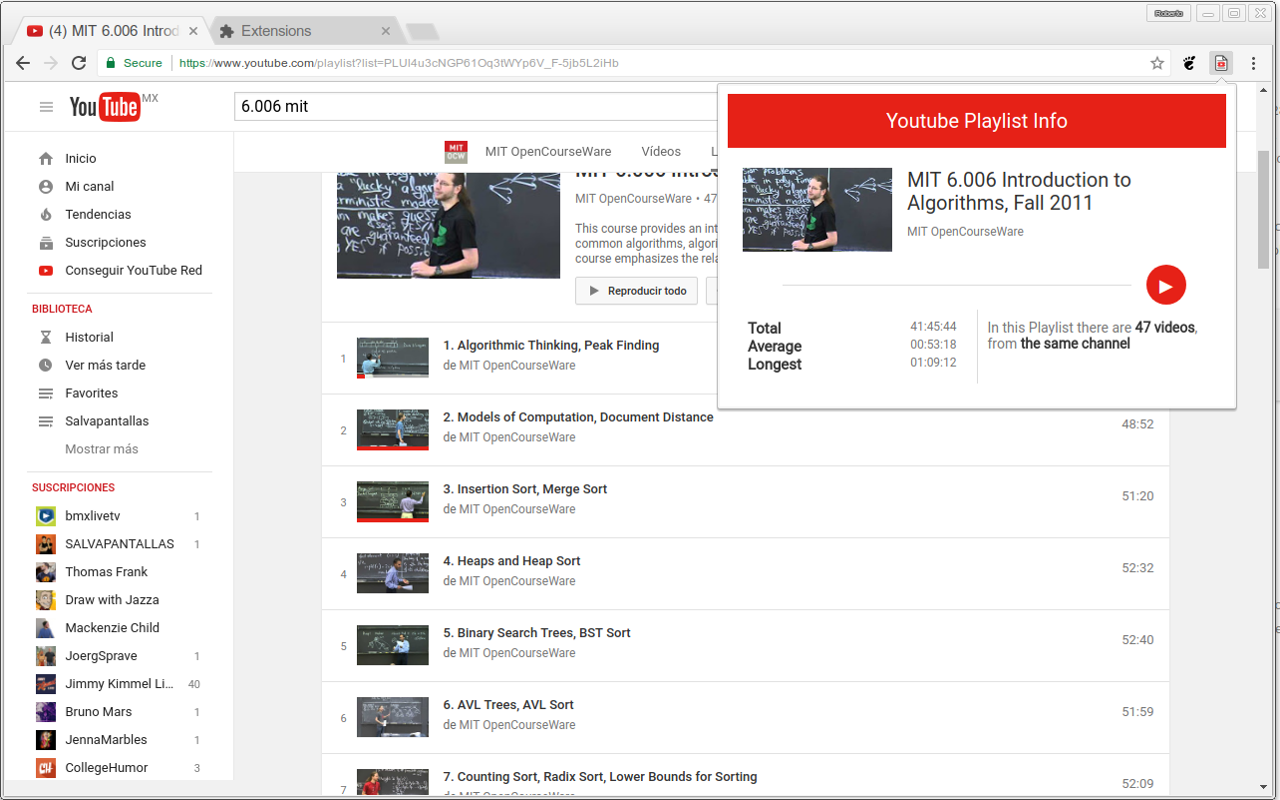 Roberto
(4) MIT 6.006 Introd
Extensions
Secure
https://www.youtube.com/playlist?list=PLUl4u3cNGP61Oq3tWYp6V_F-5jb5L2iHb
YouTube MX
6.006 mit
Inicio
Mi canal
Tendencias
Suscripciones
Conseguir YouTube Red
BIBLIOTECA
Historial
Ver más tarde
Favorites
Salvapantallas
Mostrar más
SUSCRIPCIONES
bmxlivetv 1
SALVAPANTALLAS 1
Thomas Frank
Draw with Jazza
Mackenzie Child
JoergSprave 1
Jimmy Kimmel Li... 40
Bruno Mars 1
JennaMarbles 1
CollegeHumor 3
MIT OCW
MIT OpenCourseWare Vídeos L
MIT 6.006 Intro
MIT OpenCourseWare • 47
This course provides an int
common algorithms, algori
course emphasizes the rela
Reproducir todo
1 1. Algorithmic Thinking, Peak Finding
de MIT OpenCourseWare
2 2. Models of Computation, Document Distance 48:52
de MIT OpenCourseWare
3 3. Insertion Sort, Merge Sort 51:20
de MIT OpenCourseWare
4 4. Heaps and Heap Sort 52:32
de MIT OpenCourseWare
5 5. Binary Search Trees, BST Sort 52:40
de MIT OpenCourseWare
6 6. AVL Trees, AVL Sort 51:59
de MIT OpenCourseWare
7 7. Counting Sort, Radix Sort, Lower Bounds for Sorting 52:09
de MIT OpenCourseWare
Youtube Playlist Info
MIT 6.006 Introduction to
Algorithms, Fall 2011
MIT OpenCourseWare
Total 41:45:44
Average 00:53:18
Longest 01:09:12
In this Playlist there are 47 videos,
from the same channel